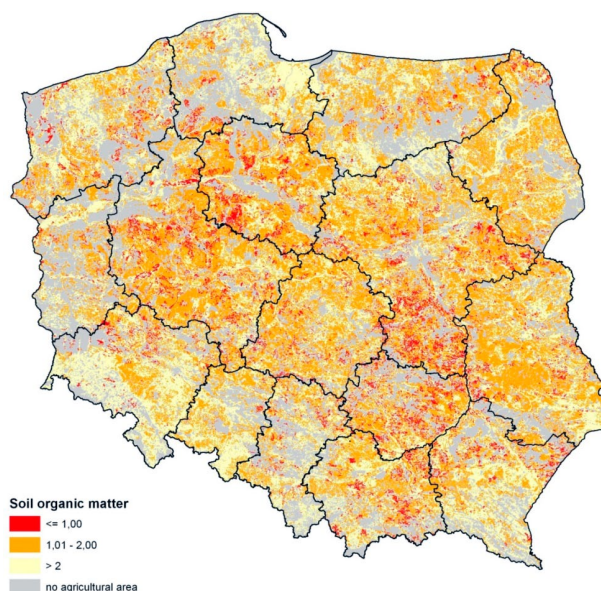 Soil organic matter
<= 1,00
1,01 - 2,00
> 2
no agricultural area